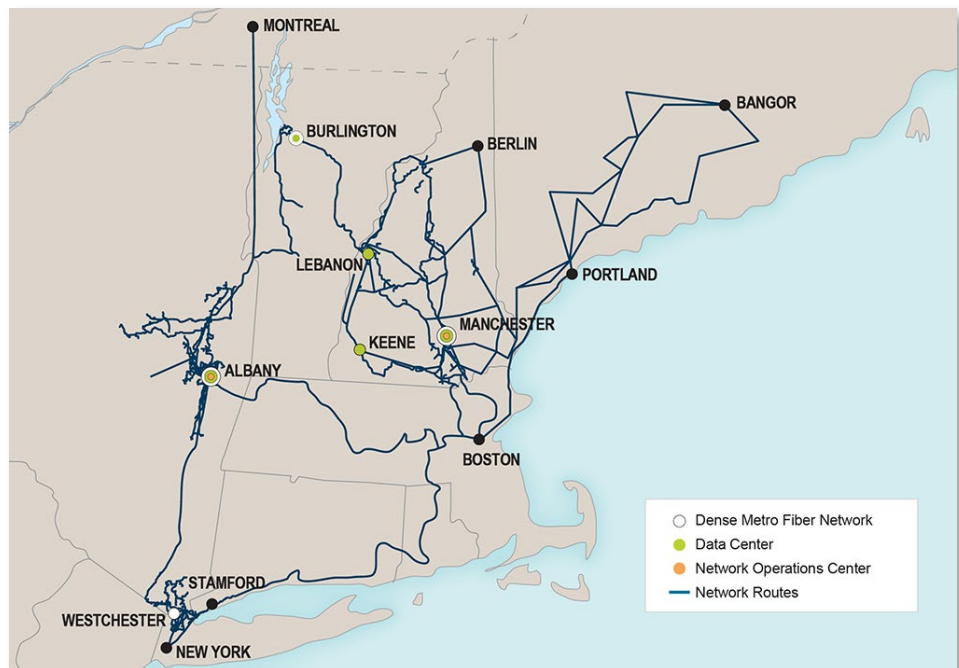 MONTREAL
BURLINGTON
BERLIN
BANGOR
LEBANON
PORTLAND
MANCHESTER
KEENE
ALBANY
BOSTON
STAMFORD
WESTCHESTER
NEW YORK
Dense Metro Fiber Network
Data Center
Network Operations Center
Network Routes